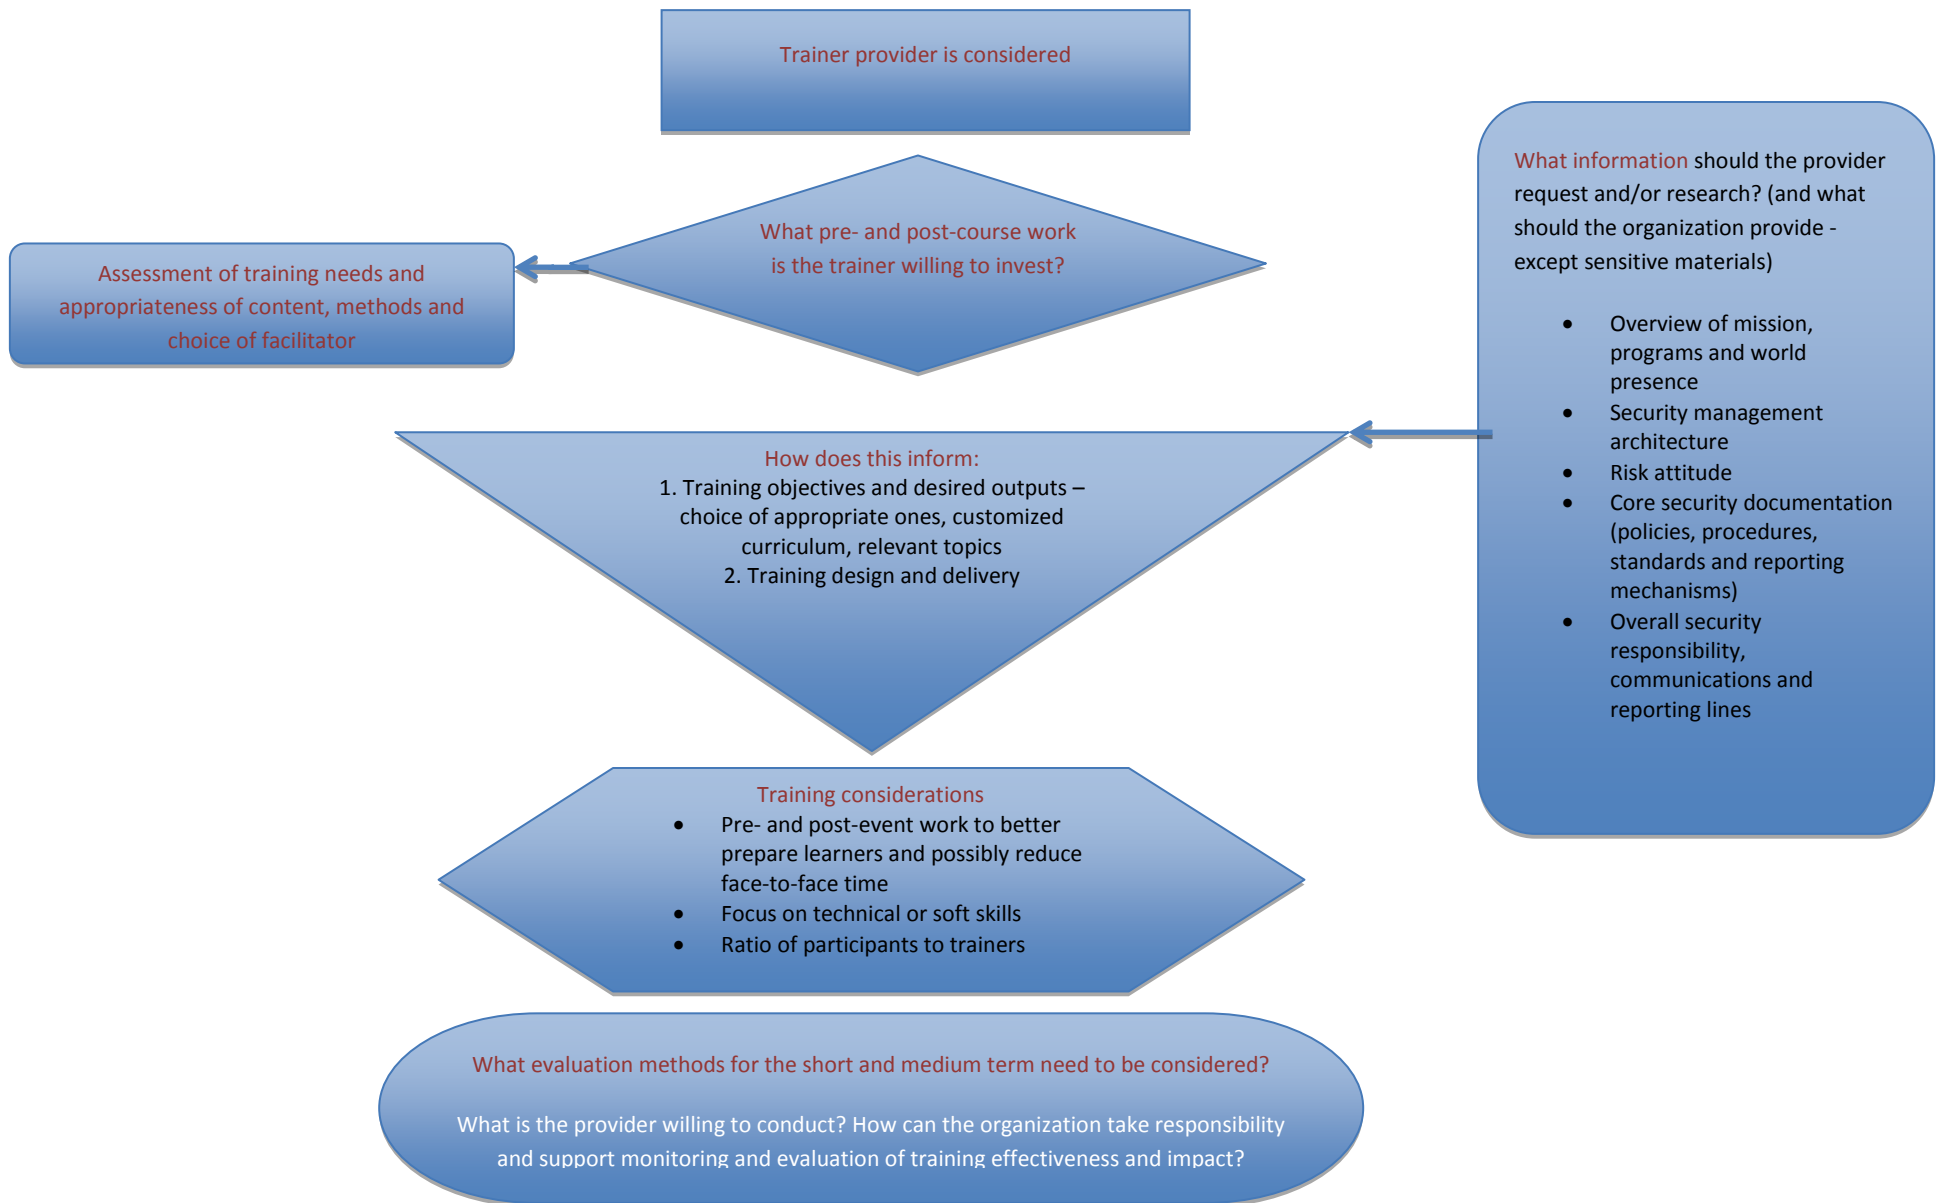 Trainer provider is considered
What pre- and post-course work
is the trainer willing to invest?
Assessment of training needs and
appropriateness of content, methods and
choice of facilitator
What information should the provider
request and/or research? (and what
should the organization provide -
except sensitive materials)
• Overview of mission,
programs and world
presence
• Security management
architecture
• Risk attitude
• Core security documentation
(policies, procedures,
standards and reporting
mechanisms)
• Overall security
responsibility,
communications and
reporting lines
How does this inform:
1. Training objectives and desired outputs –
choice of appropriate ones, customized
curriculum, relevant topics
2. Training design and delivery
Training considerations
• Pre- and post-event work to better
prepare learners and possibly reduce
face-to-face time
• Focus on technical or soft skills
• Ratio of participants to trainers
What evaluation methods for the short and medium term need to be considered?
What is the provider willing to conduct? How can the organization take responsibility
and support monitoring and evaluation of training effectiveness and impact?